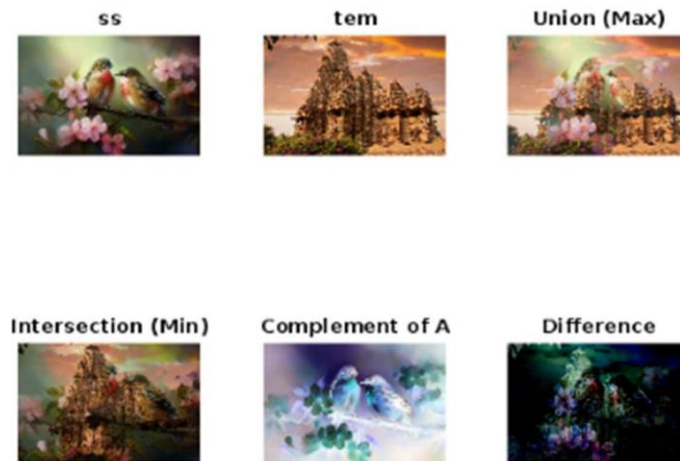 ss
tem
Union (Max)
Intersection (Min)
Complement of A
Difference